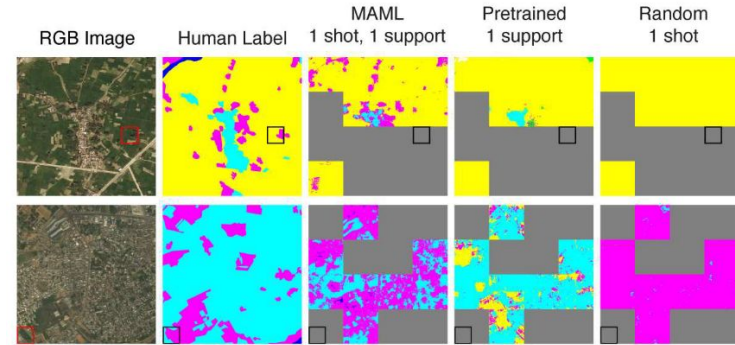 RGB Image
Human Label
MAML
1 shot, 1 support
Pretrained
1 support
Random
1 shot